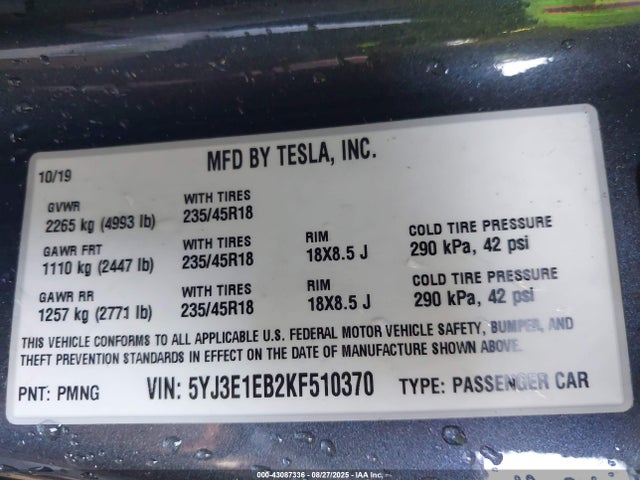 MFD BY TESLA, INC.
10/19
GVWR WITH TIRES
2265 kg (4993 lb) 235/45R18
GAWR FRT WITH TIRES RIM COLD TIRE PRESSURE
1110 kg (2447 lb) 235/45R18 18X8.5 J 290 kPa, 42 psi
GAWR RR WITH TIRES RIM COLD TIRE PRESSURE
1257 kg (2771 lb) 235/45R18 18X8.5 J 290 kPa, 42 psi
THIS VEHICLE CONFORMS TO ALL APPLICABLE U.S. FEDERAL MOTOR VEHICLE SAFETY, BUMPER, AND
THEFT PREVENTION STANDARDS IN EFFECT ON THE DATE OF MANUFACTURE SHOWN ABOVE.
PNT: PMNG VIN: 5YJ3E1EB2KF510370 TYPE: PASSENGER CAR
000-43087336 - 08/27/2025 - IAA Inc.